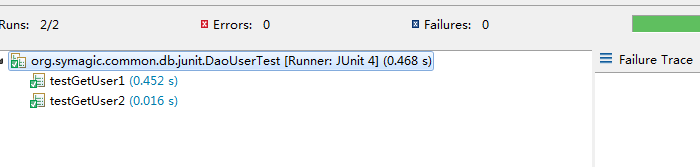 Runs: 2/2 Errors: 0 Failures: 0
org.symagic.common.db.junit.DaoUserTest [Runner: JUnit 4] (0.468 s)
testGetUser1 (0.452 s)
testGetUser2 (0.016 s)
Failure Trace